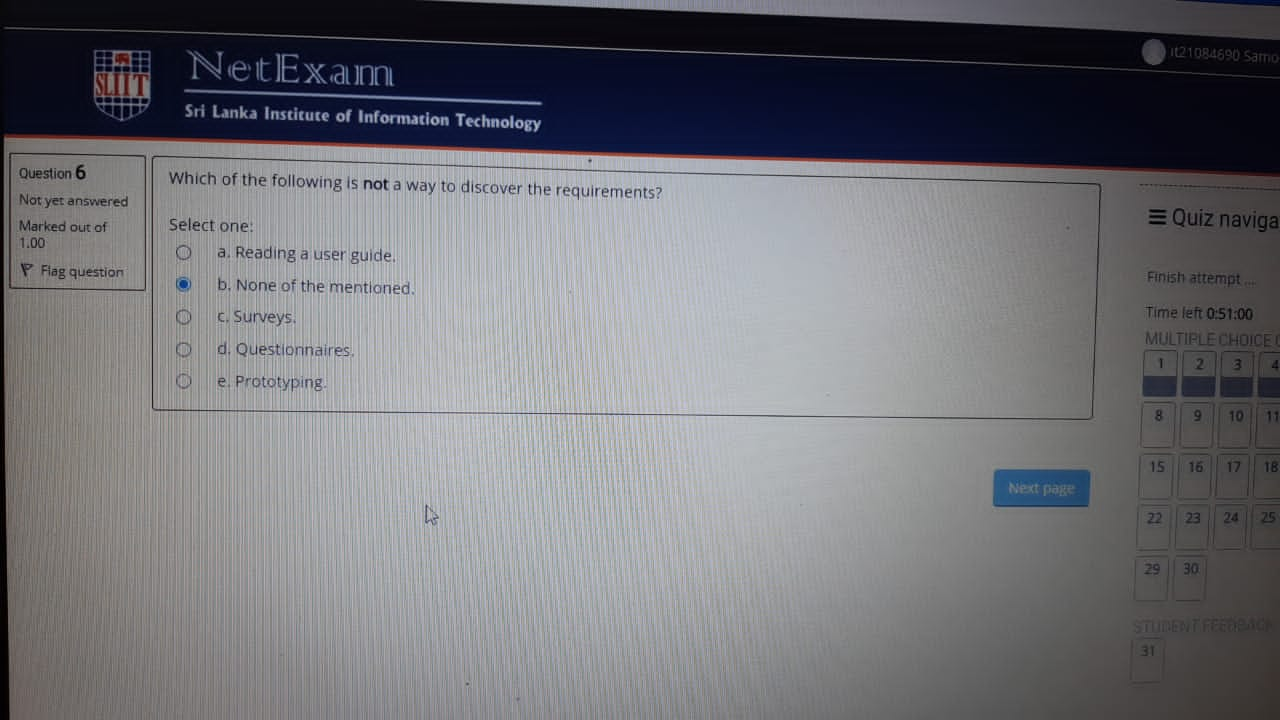 it21084690 Samo
SLIIT
NetExam
Sri Lanka Institute of Information Technology
Question 6
Not yet answered
Marked out of
1.00
Flag question
Which of the following is not a way to discover the requirements?
Select one:
a. Reading a user guide.
b. None of the mentioned.
c. Surveys.
d. Questionnaires.
e. Prototyping.
Next page
Quiz naviga
Finish attempt ...
Time left 0:51:00
MULTIPLE CHOICE
1 2 3 4
8 9 10 11
15 16 17 18
22 23 24 25
29 30
STUDENT FEEDBACK
31